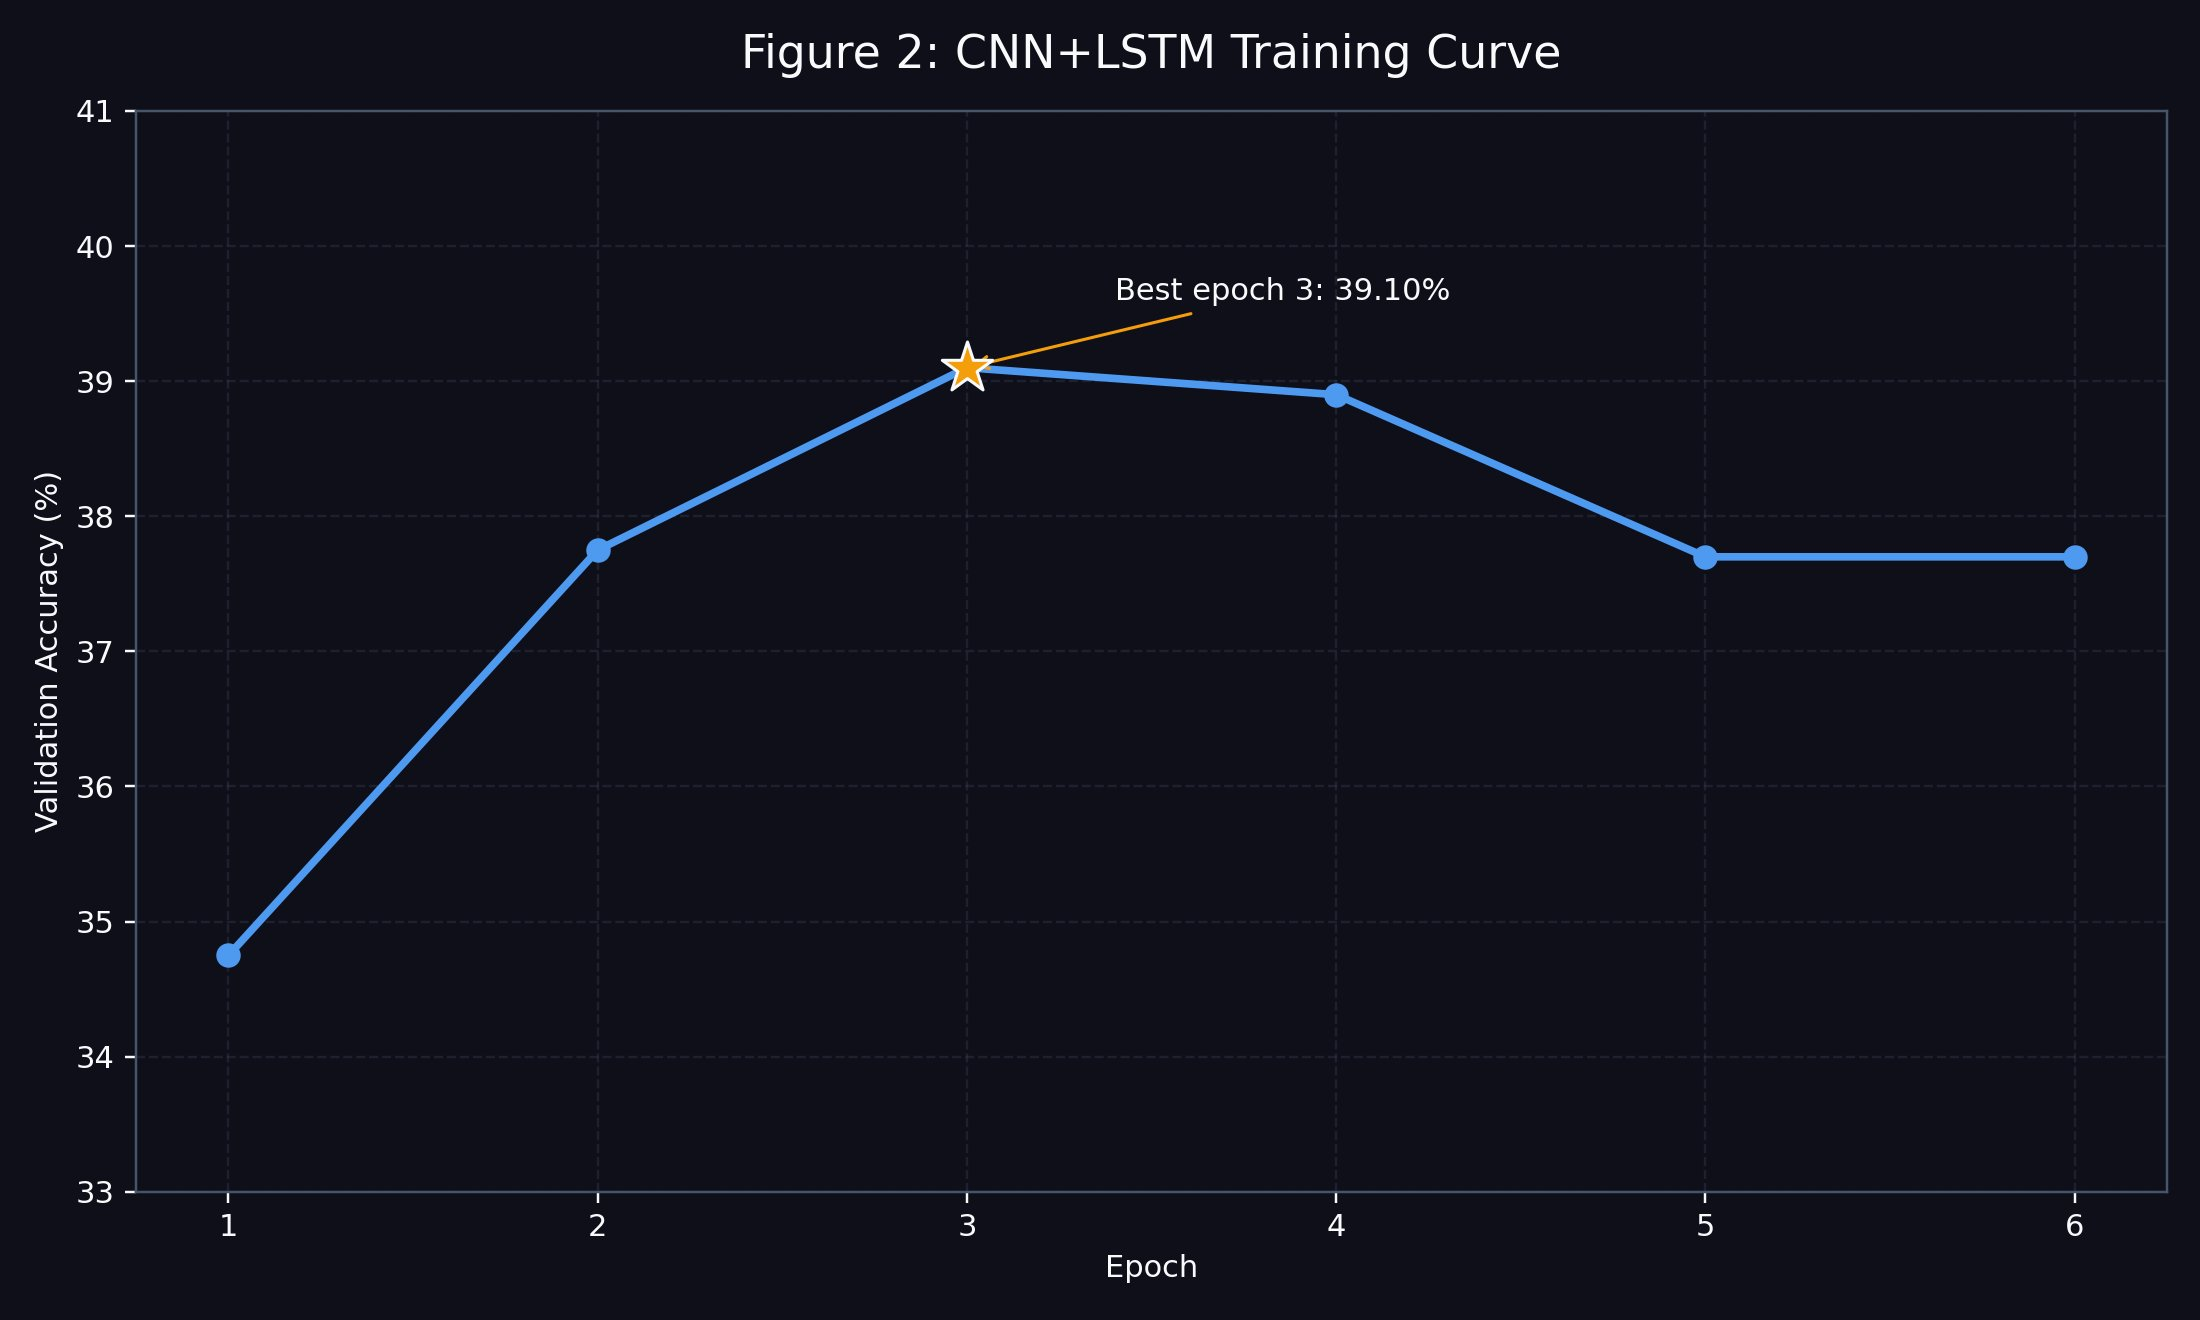 Figure 2: CNN+LSTM Training Curve
41
40
Best epoch 3: 39.10%
39
38
Validation Accuracy (%)
37
36
35
34
33
1 2 3 4 5 6
Epoch